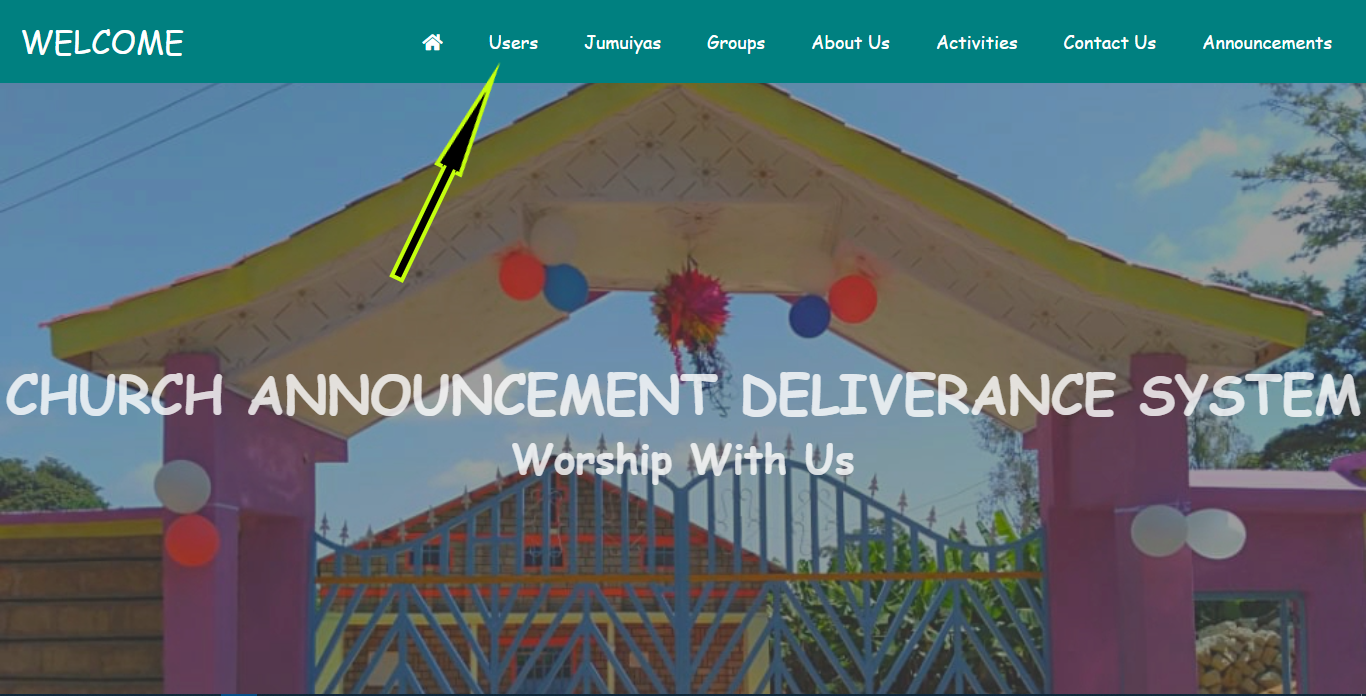 WELCOME Users Jumuiyas Groups About Us Activities Contact Us Announcements
CHURCH ANNOUNCEMENT DELIVERANCE SYSTEM
Worship With Us